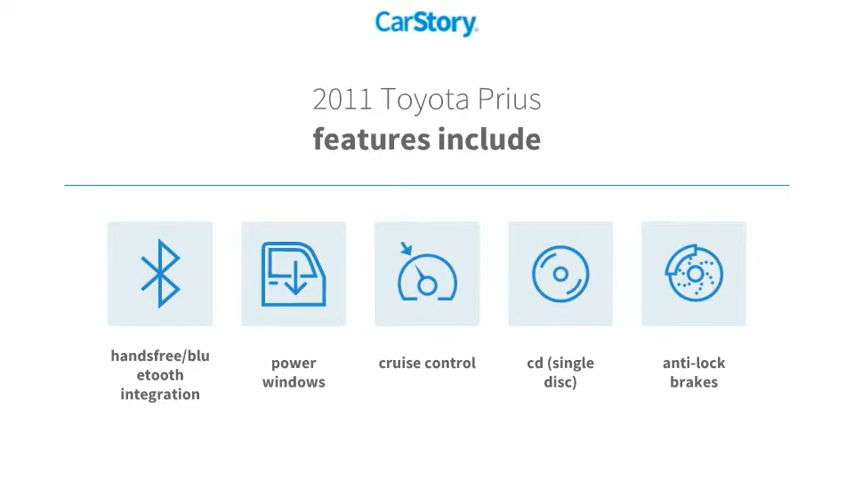 CarStory
2011 Toyota Prius
features include
handsfree/blu
etooth
integration
power
windows
cruise control
cd (single
disc)
anti-lock
brakes